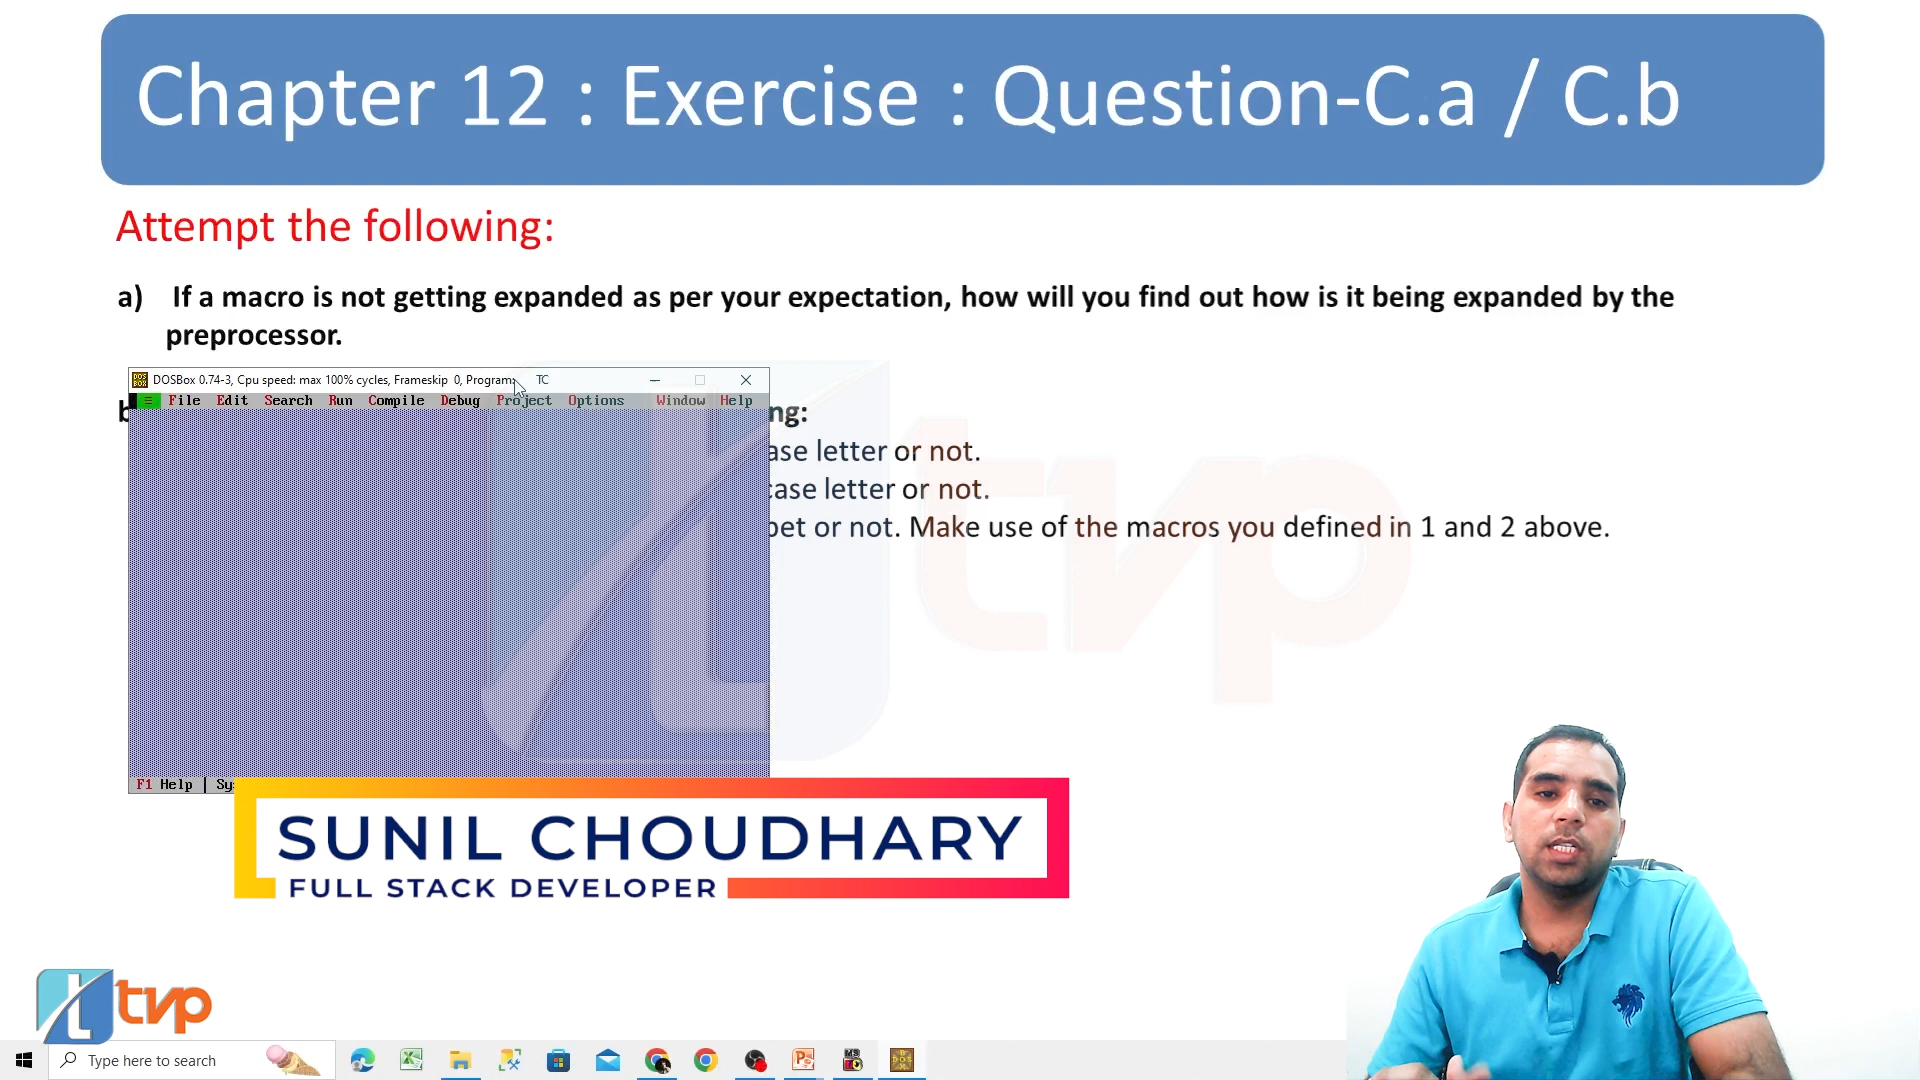 Chapter 12 : Exercise : Question-C.a / C.b
Attempt the following:
a) If a macro is not getting expanded as per your expectation, how will you find out how is it being expanded by the
preprocessor.
DOSBox 0.74-3, Cpu speed: max 100% cycles, Frameskip 0, Program: TC
File Edit Search Run Compile Debug Project Options Window Help
ng:
ase letter or not.
case letter or not.
bet or not. Make use of the macros you defined in 1 and 2 above.
tvp
F1 Help | Sy
SUNIL CHOUDHARY
FULL STACK DEVELOPER
tvp
Type here to search